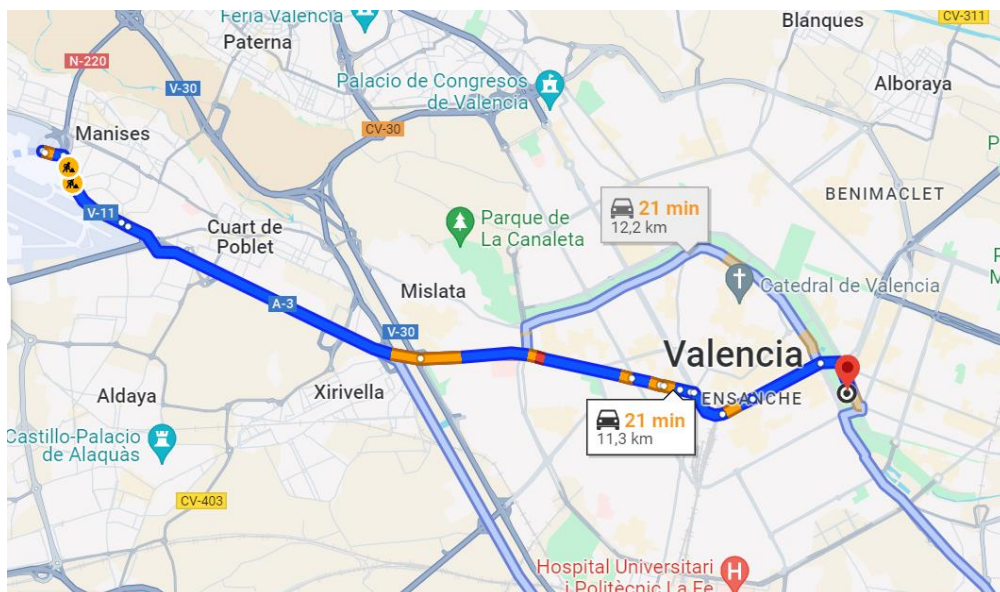 Feria Valencia
Paterna
Blanques
CV-311
N-220
V-30
Palacio de Congresos
de Valencia
Alboraya
CV-30
Manises
BENIMACLET
V-11
Cuart de
Poblet
Parque de
La Canaleta
21 min
12,2 km
Catedral de Valencia
Mislata
A-3
V-30
Valencia
Aldaya
Xirivella
ENSANCHE
21 min
11,3 km
Castillo-Palacio
de Alaquàs
CV-403
Hospital Universitari
i Politècnic La Fe
H
P
P
M